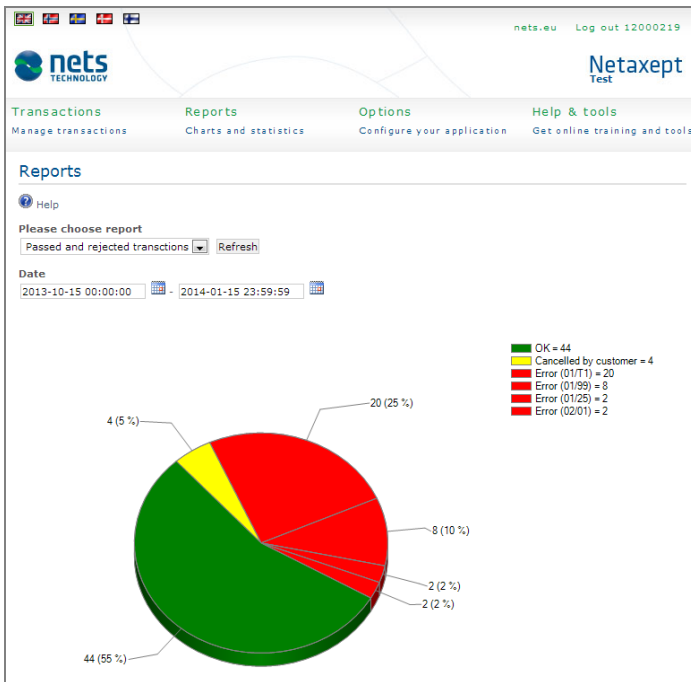 nets.eu Log out 12000219
nets
TECHNOLOGY
Netaxept
Test
Transactions Reports Options Help & tools
Manage transactions Charts and statistics Configure your application Get online training and tools
Reports
? Help
Please choose report
Passed and rejected transctions Refresh
Date
2013-10-15 00:00:00 - 2014-01-15 23:59:59
OK = 44
Cancelled by customer = 4
Error (01/T1) = 20
Error (01/99) = 8
Error (01/25) = 2
Error (02/01) = 2
20 (25 %)
4 (5 %)
8 (10 %)
2 (2 %)
2 (2 %)
44 (55 %)